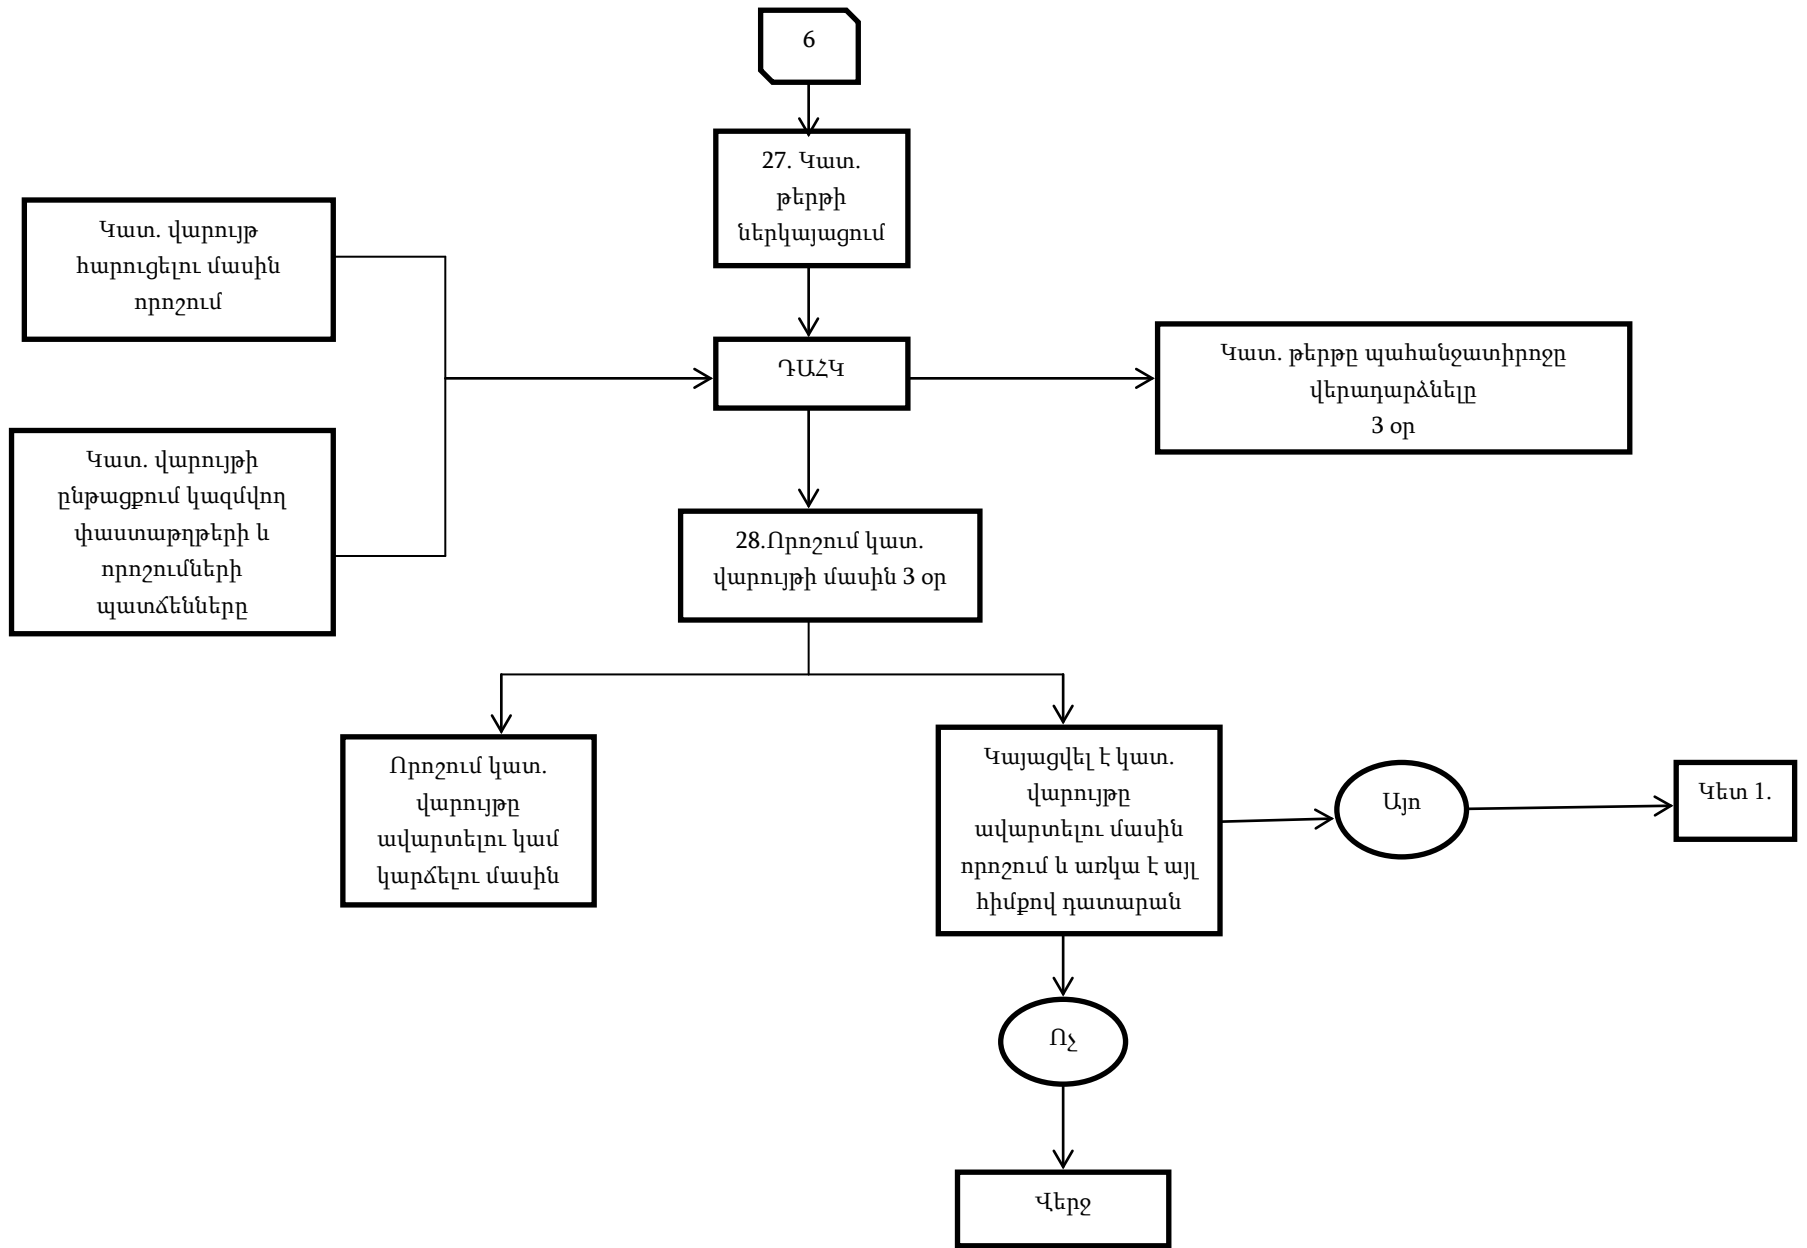 6
27. Կատ.
թերթի
ներկայացում
Կատ. վարույթ
հարուցելու մասին
որոշում
ԴԱՀԿ
Կատ. թերթը պահանջատիրոջը
վերադարձնելը
3 օր
Կատ. վարույթի
ընթացքում կազմվող
փաստաթղթերի և
որոշումների
պատճենները
28.Որոշում կատ.
վարույթի մասին 3 օր
Որոշում կատ.
վարույթը
ավարտելու կամ
կարճելու մասին
Կայացվել է կատ.
վարույթը
ավարտելու մասին
որոշում և առկա է այլ
հիմքով դատարան
Այո
Կետ 1.
Ոչ
Վերջ